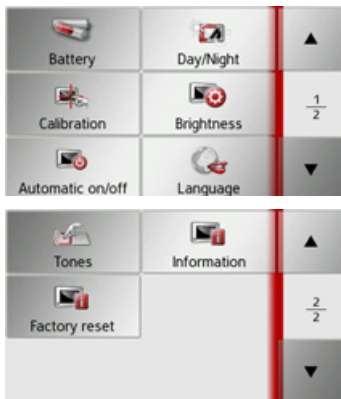 Battery
Day/Night
Calibration
Brightness
1
2
Automatic on/off
Language
Tones
Information
Factory reset
2
2